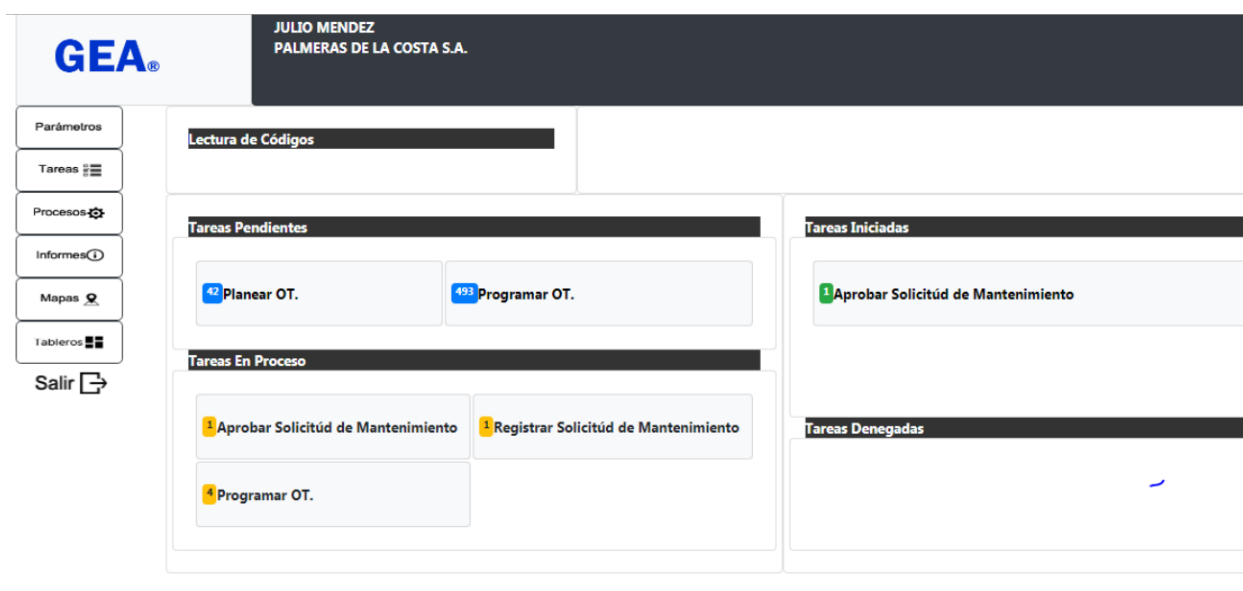 JULIO MENDEZ
PALMERAS DE LA COSTA S.A.
GEA®
Parámetros
Tareas
Procesos
Informes
Mapas
Tableros
Salir
Lectura de Códigos
Tareas Pendientes
42 Planear OT.
493 Programar OT.
Tareas En Proceso
1 Aprobar Solicitúd de Mantenimiento
1 Registrar Solicitúd de Mantenimiento
4 Programar OT.
Tareas Iniciadas
1 Aprobar Solicitúd de Mantenimiento
Tareas Denegadas